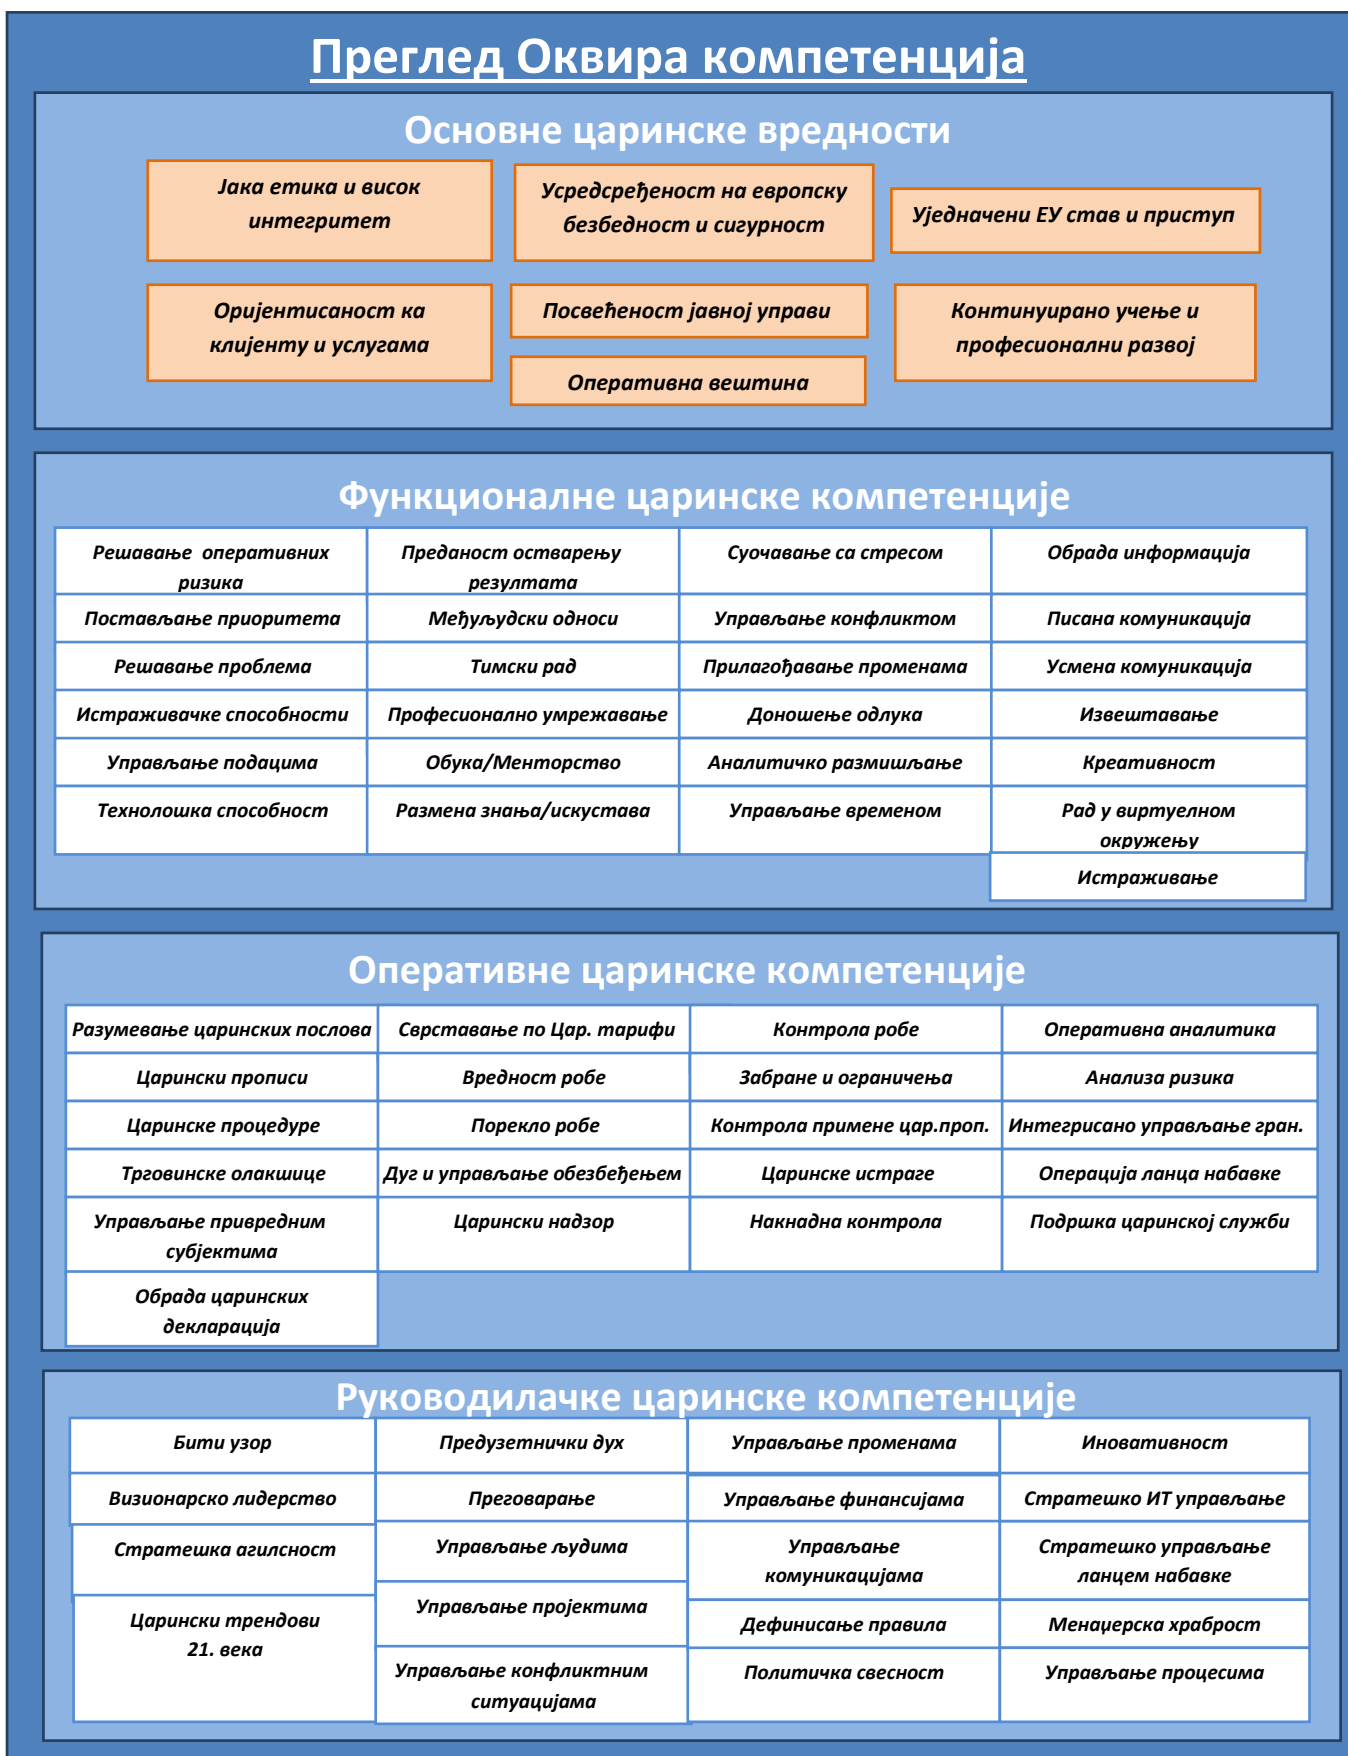 Преглед Оквира компетенција
Основне царинске вредности
Јака етика и висок
интегритет
Усредсређеност на европску
безбедност и сигурност
Уједначени ЕУ став и приступ
Оријентисаност ка
клијенту и услугама
Посвећеност јавној управи
Оперативна вештина
Континуирано учење и
професионални развој
Функционалне царинске компетенције
Решавање оперативних
ризика
Преданост остварењу
резултата
Суочавање са стресом
Обрада информација
Постављање приоритета
Међуљудски односи
Управљање конфликтом
Писана комуникација
Решавање проблема
Тимски рад
Прилагођавање променама
Усмена комуникација
Истраживачке способности
Професионално умрежавање
Доношење одлука
Извештавање
Управљање подацима
Обука/Менторство
Аналитичко размишљање
Креативност
Технолошка способност
Размена знања/искустава
Управљање временом
Рад у виртуелном
окружењу
Истраживање
Оперативне царинске компетенције
Разумевање царинских послова
Сврставање по Цар. тарифи
Контрола робе
Оперативна аналитика
Царински прописи
Вредност робе
Забране и ограничења
Анализа ризика
Царинске процедуре
Порекло робе
Контрола примене цар.проп.
Интегрисано управљање гран.
Трговинске олакшице
Дуг и управљање обезбеђењем
Царинске истраге
Операција ланца набавке
Управљање привредним
субјектима
Царински надзор
Накнадна контрола
Подршка царинској служби
Обрада царинских
декларација
Руководилачке царинске компетенције
Бити узор
Предузетнички дух
Управљање променама
Иновативност
Визионарско лидерство
Преговарање
Управљање финансијама
Стратешко ИТ управљање
Стратешка агилсност
Управљање људима
Управљање
комуникацијама
Стратешко управљање
ланцем набавке
Царински трендови
21. века
Управљање пројектима
Дефинисање правила
Менаџерска храброст
Управљање конфликтним
ситуацијама
Политичка свесност
Управљање процесима